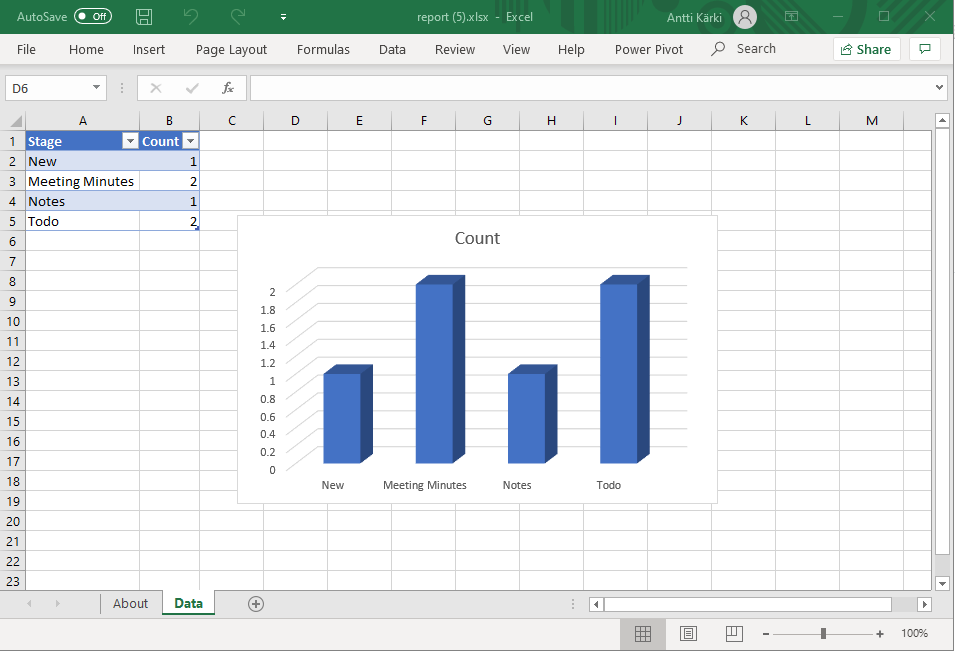 AutoSave Off report (5).xlsx - Excel Antti Kärki
File Home Insert Page Layout Formulas Data Review View Help Power Pivot Search Share
D6 fx
A B C D E F G H I J K L M
1 Stage Count
2 New 1
3 Meeting Minutes 2
4 Notes 1
5 Todo 2
6
7
8
9
10
11
12
13
14
15
16
17
18
19
20
21
22
23
Count
2
1.8
1.6
1.4
1.2
1
0.8
0.6
0.4
0.2
0
New Meeting Minutes Notes Todo
About Data
100%